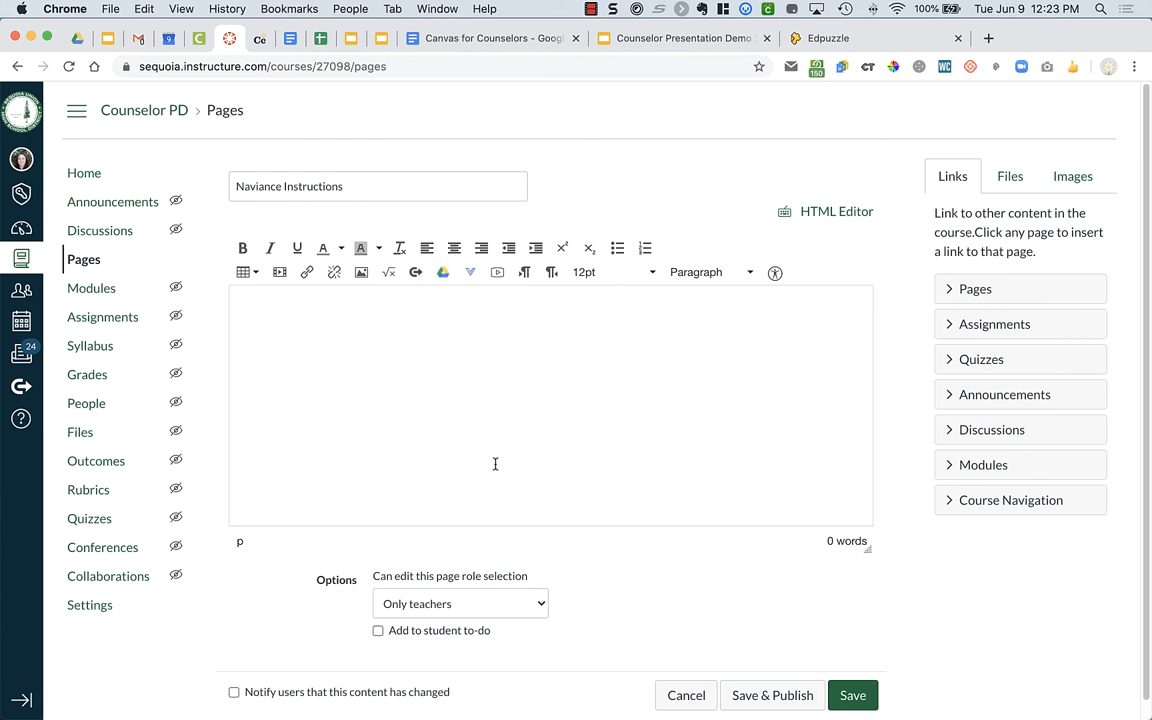 Chrome File Edit View History Bookmarks People Tab Window Help 100% Tue Jun 9 12:23 PM
Canvas for Counselors - Goog Counselor Presentation Demo Edpuzzle
sequoia.instructure.com/courses/27098/pages
Counselor PD > Pages
Home
Announcements
Discussions
Pages
Modules
Assignments
Syllabus
Grades
People
Files
Outcomes
Rubrics
Quizzes
Conferences
Collaborations
Settings
24
Naviance Instructions
HTML Editor
12pt Paragraph
p 0 words
Options Can edit this page role selection
Only teachers
Add to student to-do
Notify users that this content has changed Cancel Save & Publish Save
Links Files Images
Link to other content in the
course.Click any page to insert
a link to that page.
Pages
Assignments
Quizzes
Announcements
Discussions
Modules
Course Navigation